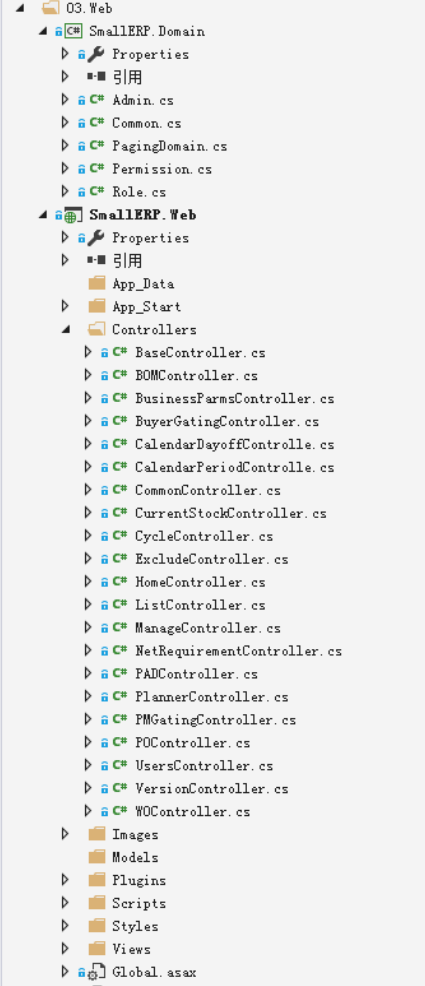 03.Web
SmallERP.Domain
Properties
引用
Admin.cs
Common.cs
PagingDomain.cs
Permission.cs
Role.cs
SmallERP.Web
Properties
引用
App_Data
App_Start
Controllers
BaseController.cs
BOMController.cs
BusinessParmsController.cs
BuyerGatingController.cs
CalendarDayoffControlle.cs
CalendarPeriodControlle.cs
CommonController.cs
CurrentStockController.cs
CycleController.cs
ExcludeController.cs
HomeController.cs
ListController.cs
ManageController.cs
NetRequirementController.cs
PADController.cs
PlannerController.cs
PMGatingController.cs
POController.cs
UsersController.cs
VersionController.cs
WOController.cs
Images
Models
Plugins
Scripts
Styles
Views
Global.asax